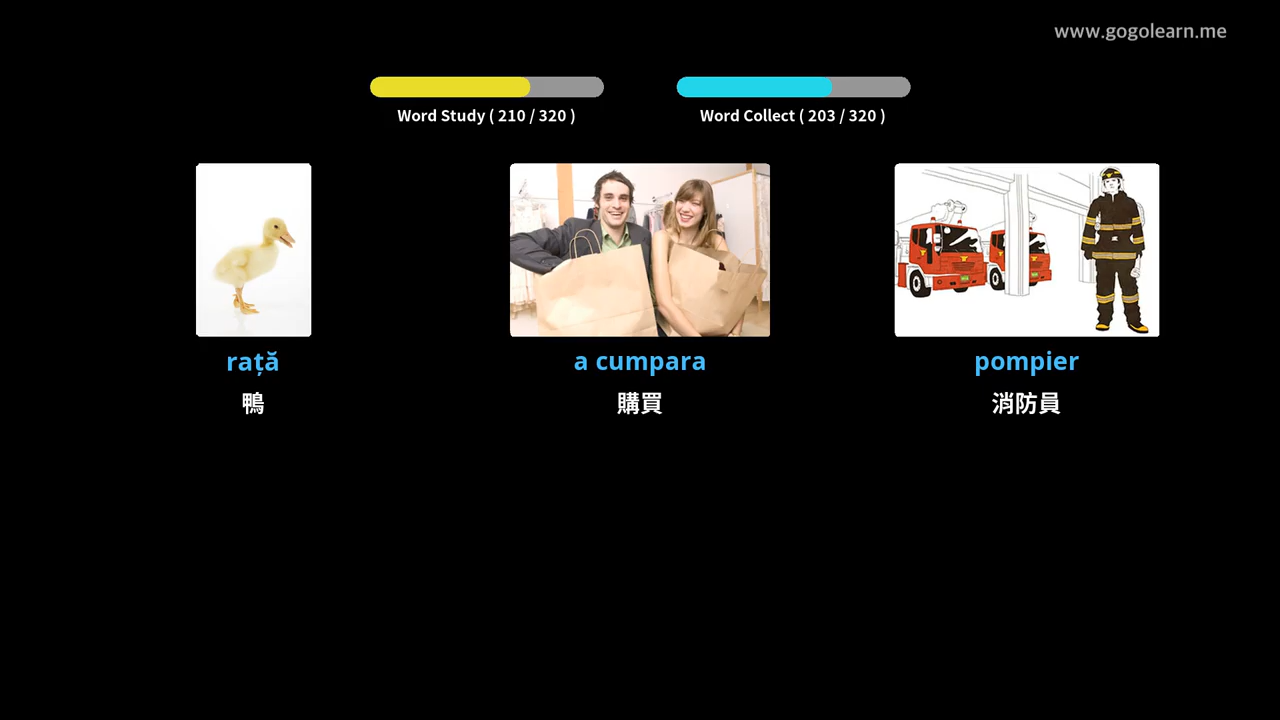 www.gogolearn.me
Word Study ( 210 / 320 )
Word Collect ( 203 / 320 )
rață
a cumpara
pompier
鴨
購買
消防員